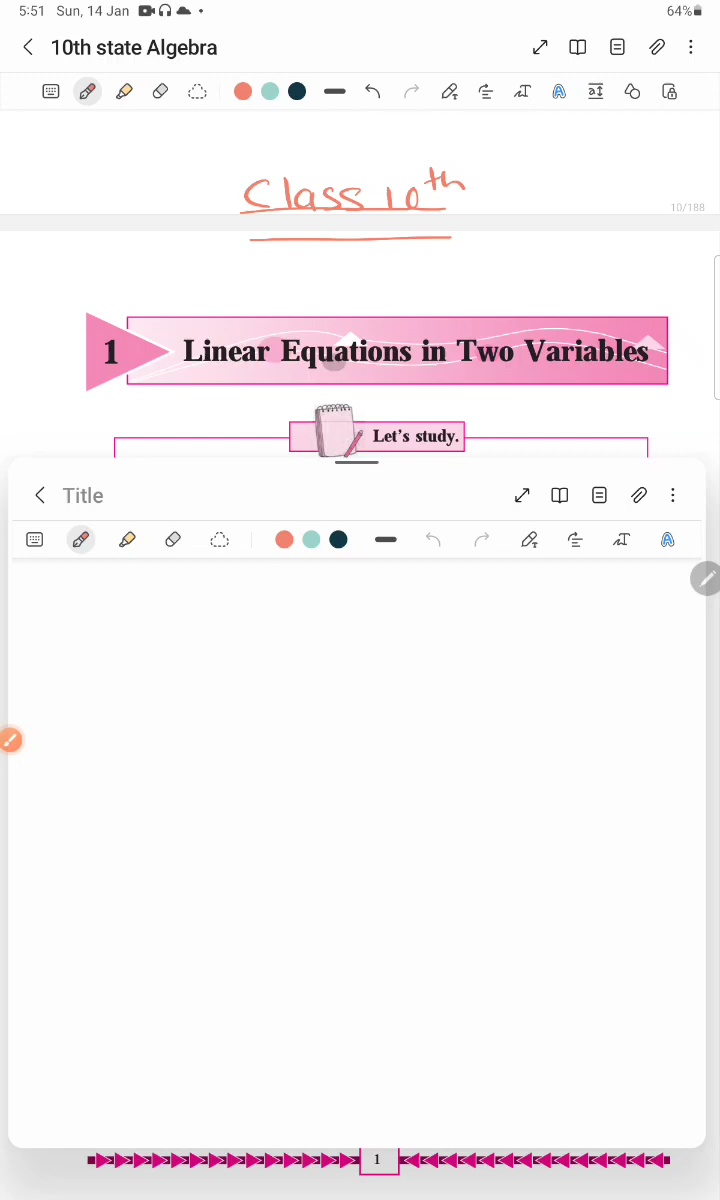 5:51 Sun, 14 Jan
64%
10th state Algebra
Class 10th
10/188
1 Linear Equations in Two Variables
Let's study.
Title
1